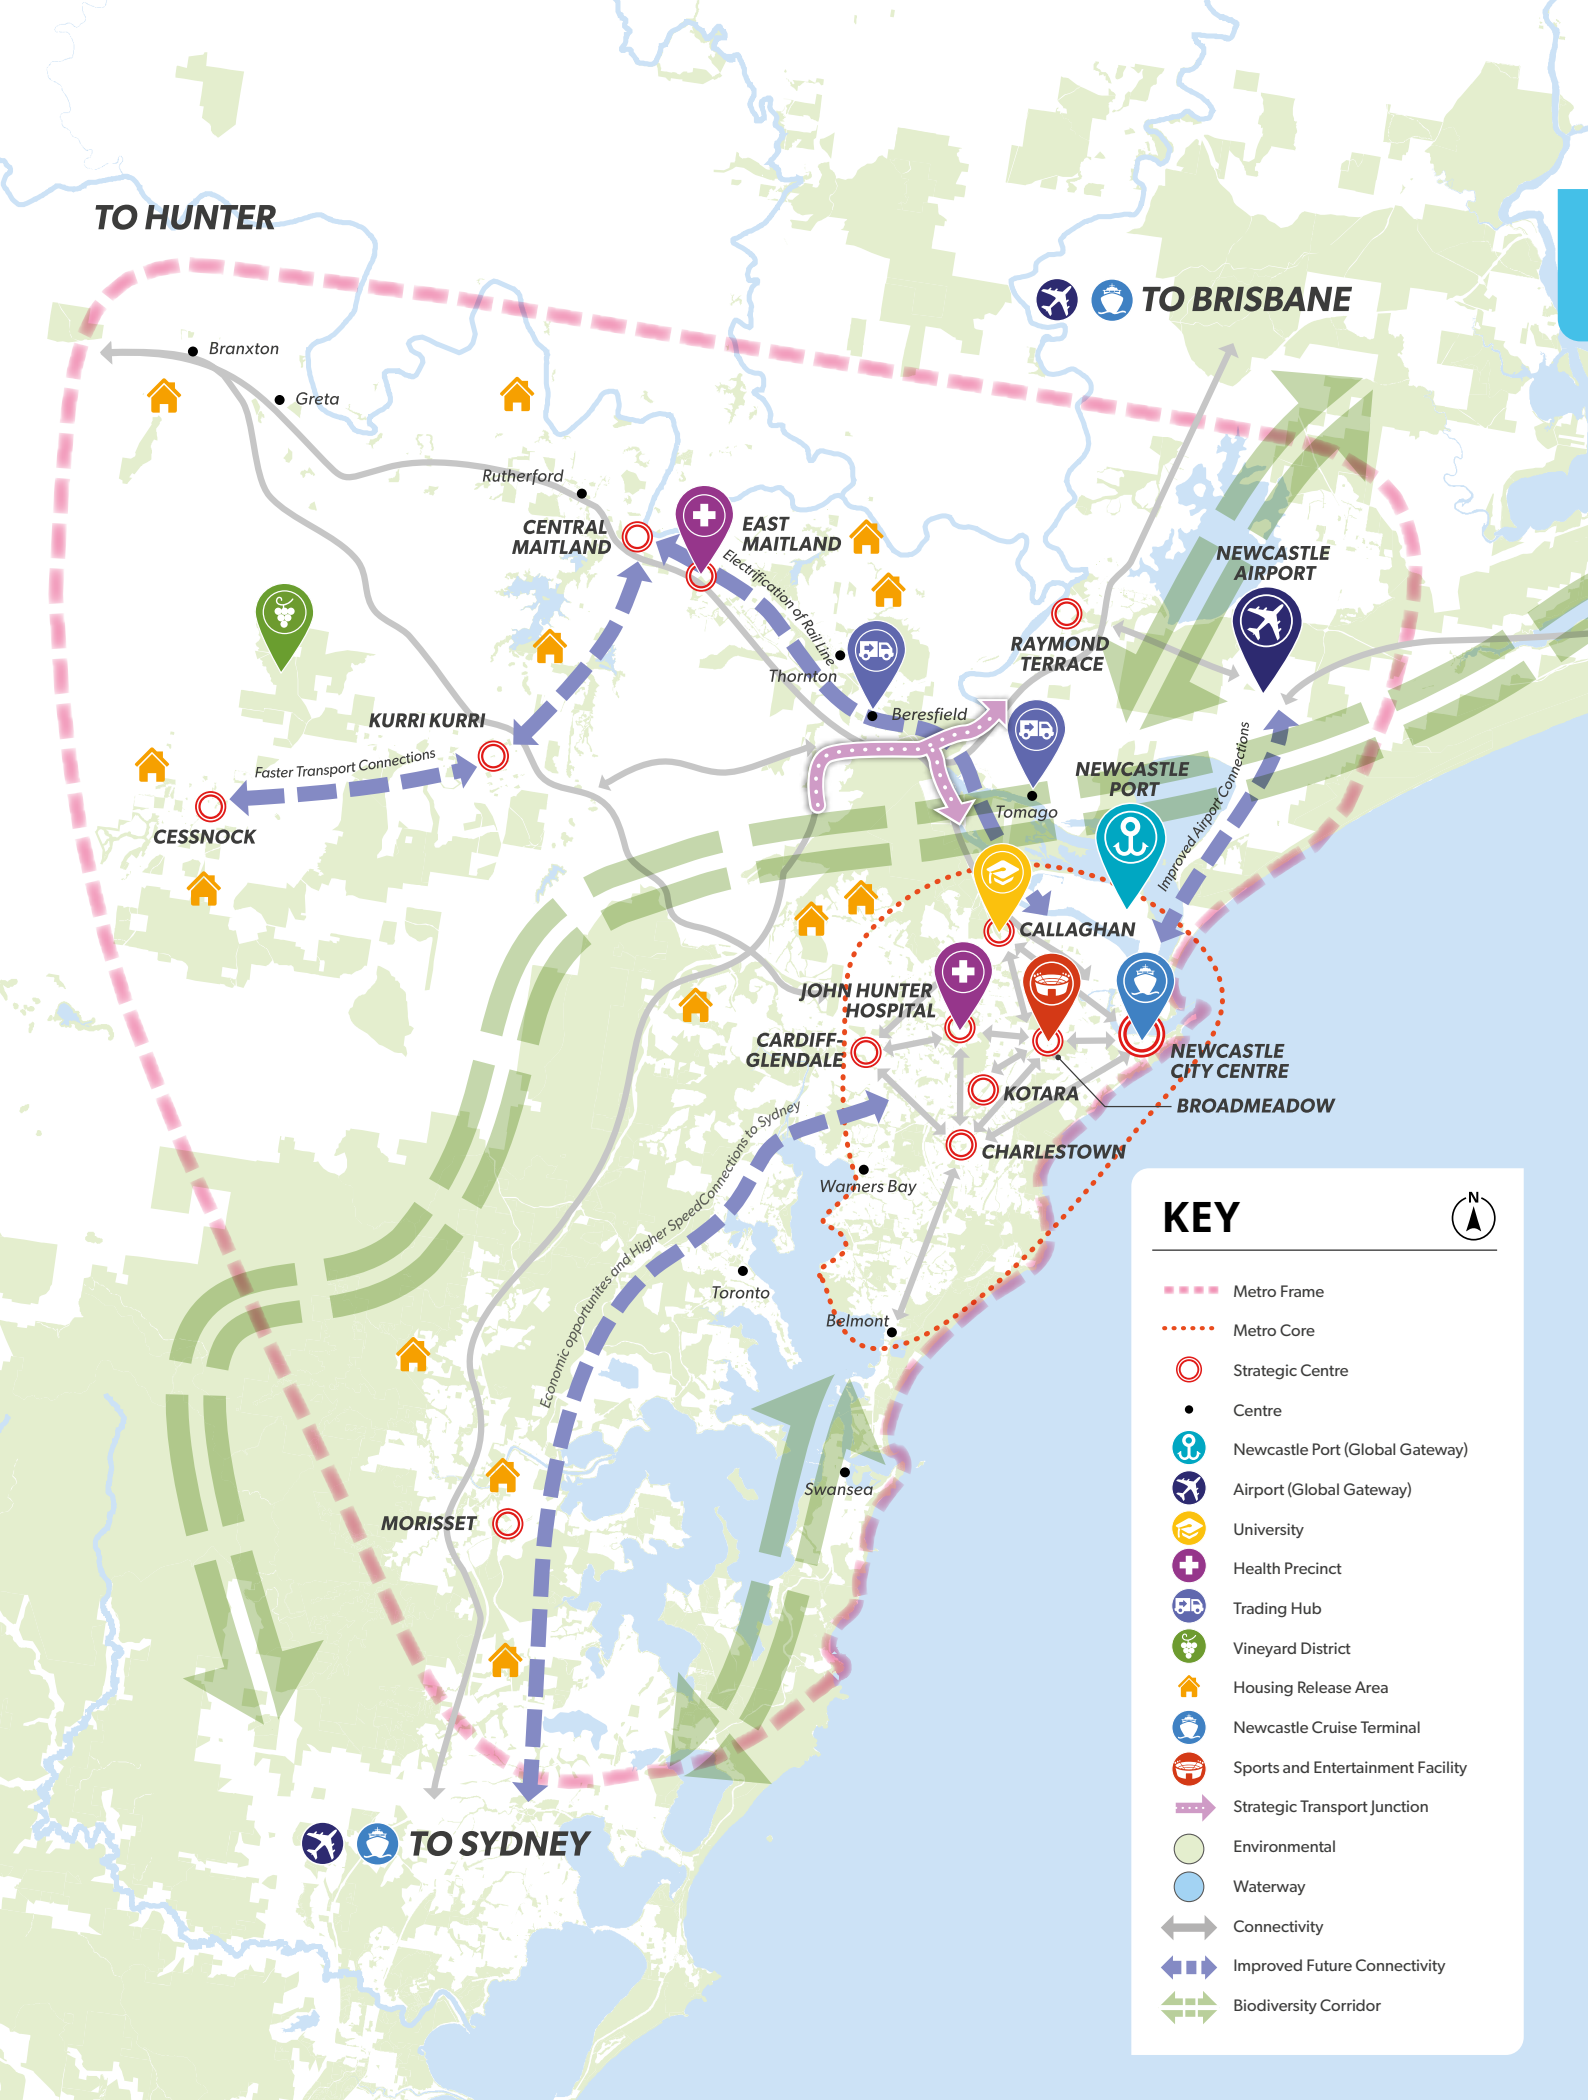 TO HUNTER
TO BRISBANE
Branxton
Greta
Rutherford
CENTRAL
MAITLAND
EAST
MAITLAND
Electrification of Rail Line
NEWCASTLE
AIRPORT
RAYMOND
TERRACE
Thornton
Beresfield
KURRI KURRI
Faster Transport Connections
CESSNOCK
NEWCASTLE
PORT
Tomago
Improved Airport Connections
CALLAGHAN
JOHN HUNTER
HOSPITAL
CARDIFF-
GLENDALE
NEWCASTLE
CITY CENTRE
KOTARA
BROADMEADOW
CHARLESTOWN
Warners Bay
Economic opportunites and Higher SpeedConnections to Sydney
Toronto
Belmont
Swansea
MORISSET
TO SYDNEY
KEY
N
Metro Frame
Metro Core
Strategic Centre
Centre
Newcastle Port (Global Gateway)
Airport (Global Gateway)
University
Health Precinct
Trading Hub
Vineyard District
Housing Release Area
Newcastle Cruise Terminal
Sports and Entertainment Facility
Strategic Transport Junction
Environmental
Waterway
Connectivity
Improved Future Connectivity
Biodiversity Corridor